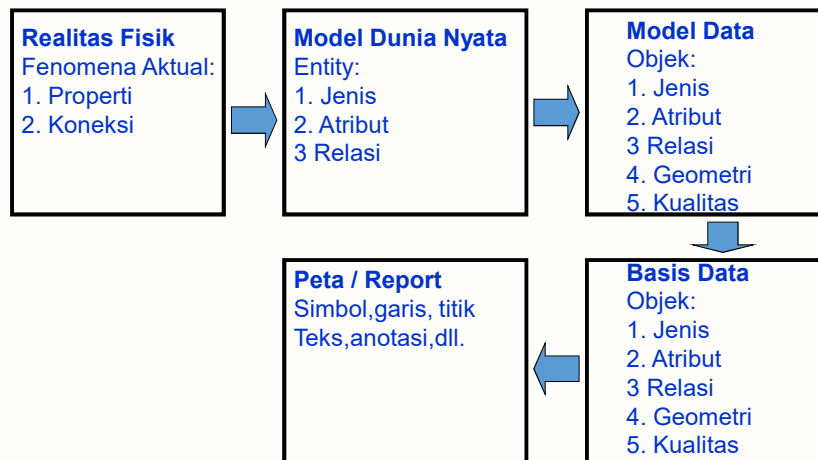 Realitas Fisik
Fenomena Aktual:
1. Properti
2. Koneksi
Model Dunia Nyata
Entity:
1. Jenis
2. Atribut
3 Relasi
Model Data
Objek:
1. Jenis
2. Atribut
3 Relasi
4. Geometri
5. Kualitas
Basis Data
Objek:
1. Jenis
2. Atribut
3 Relasi
4. Geometri
5. Kualitas
Peta / Report
Simbol,garis, titik
Teks,anotasi,dll.